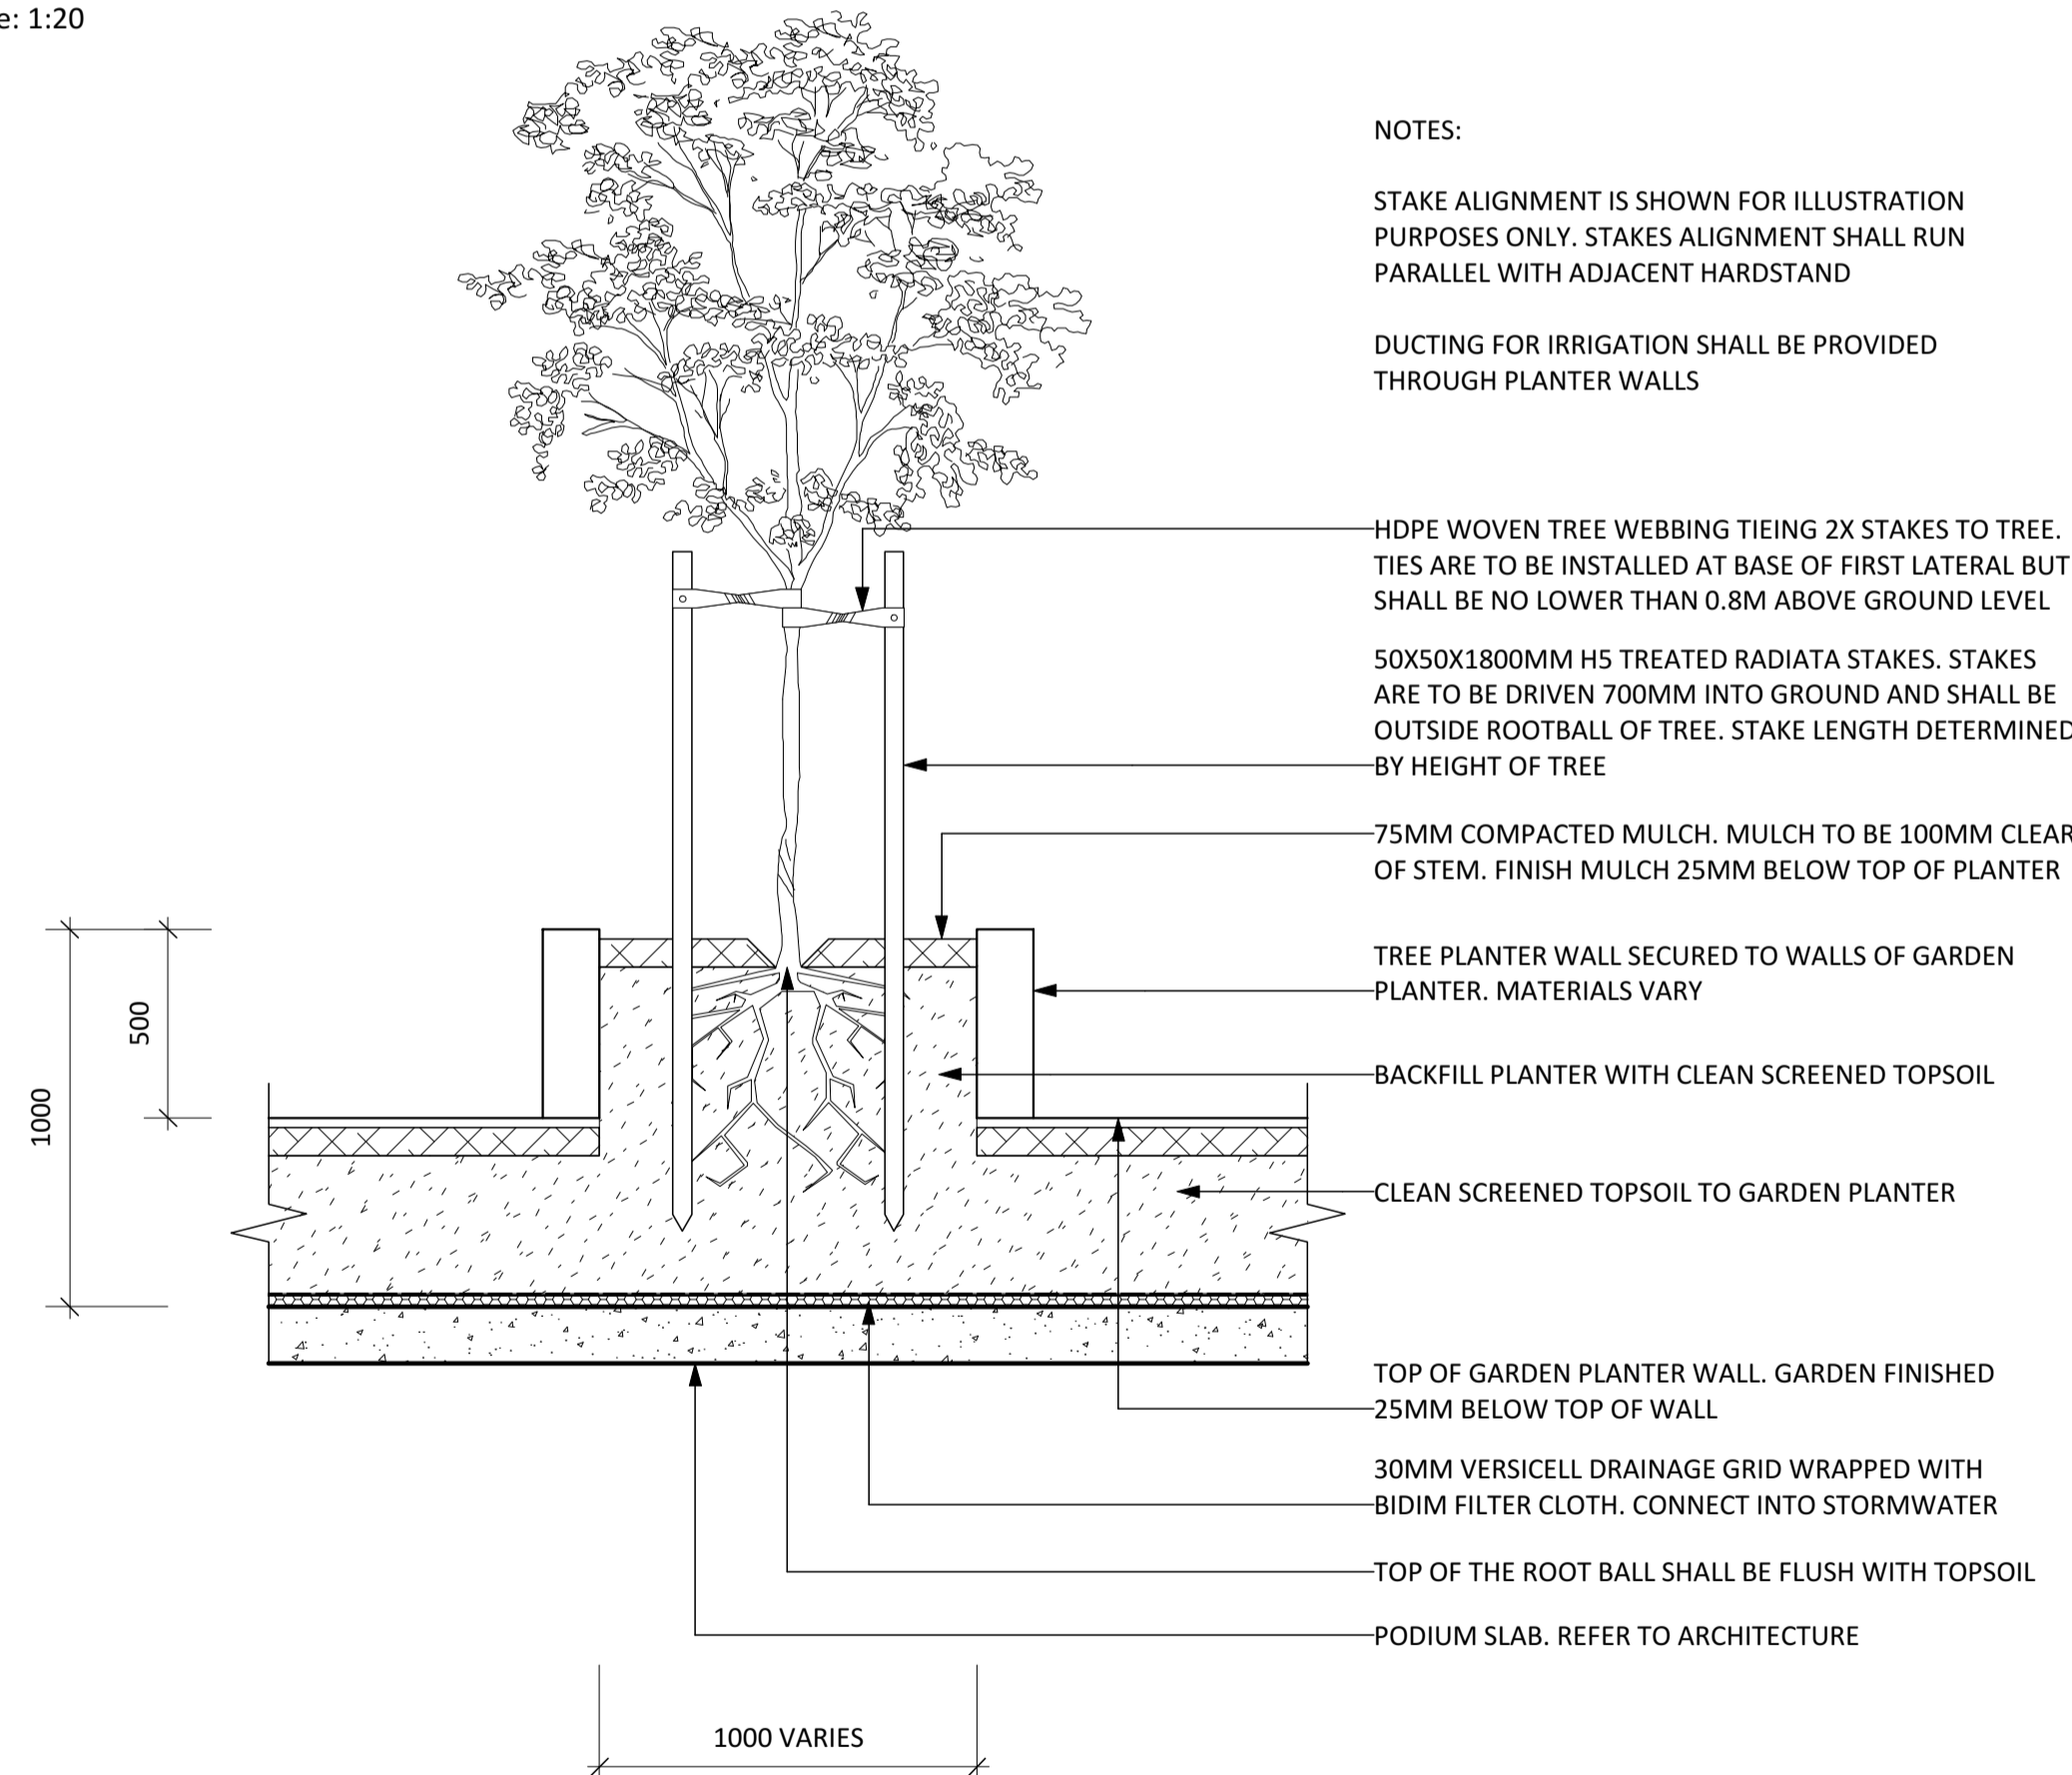 e: 1:20
NOTES:
STAKE ALIGNMENT IS SHOWN FOR ILLUSTRATION
PURPOSES ONLY. STAKES ALIGNMENT SHALL RUN
PARALLEL WITH ADJACENT HARDSTAND
DUCTING FOR IRRIGATION SHALL BE PROVIDED
THROUGH PLANTER WALLS
HDPE WOVEN TREE WEBBING TIEING 2X STAKES TO TREE.
TIES ARE TO BE INSTALLED AT BASE OF FIRST LATERAL BUT
SHALL BE NO LOWER THAN 0.8M ABOVE GROUND LEVEL
50X50X1800MM H5 TREATED RADIATA STAKES. STAKES
ARE TO BE DRIVEN 700MM INTO GROUND AND SHALL BE
OUTSIDE ROOTBALL OF TREE. STAKE LENGTH DETERMINED
BY HEIGHT OF TREE
75MM COMPACTED MULCH. MULCH TO BE 100MM CLEAR
OF STEM. FINISH MULCH 25MM BELOW TOP OF PLANTER
TREE PLANTER WALL SECURED TO WALLS OF GARDEN
PLANTER. MATERIALS VARY
500
1000
BACKFILL PLANTER WITH CLEAN SCREENED TOPSOIL
CLEAN SCREENED TOPSOIL TO GARDEN PLANTER
TOP OF GARDEN PLANTER WALL. GARDEN FINISHED
25MM BELOW TOP OF WALL
30MM VERSICELL DRAINAGE GRID WRAPPED WITH
BIDIM FILTER CLOTH. CONNECT INTO STORMWATER
TOP OF THE ROOT BALL SHALL BE FLUSH WITH TOPSOIL
PODIUM SLAB. REFER TO ARCHITECTURE
1000 VARIES